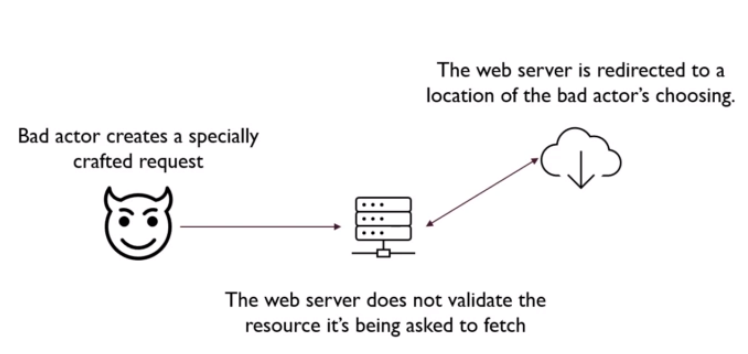 The web server is redirected to a
location of the bad actor's choosing.
Bad actor creates a specially
crafted request
The web server does not validate the
resource it's being asked to fetch